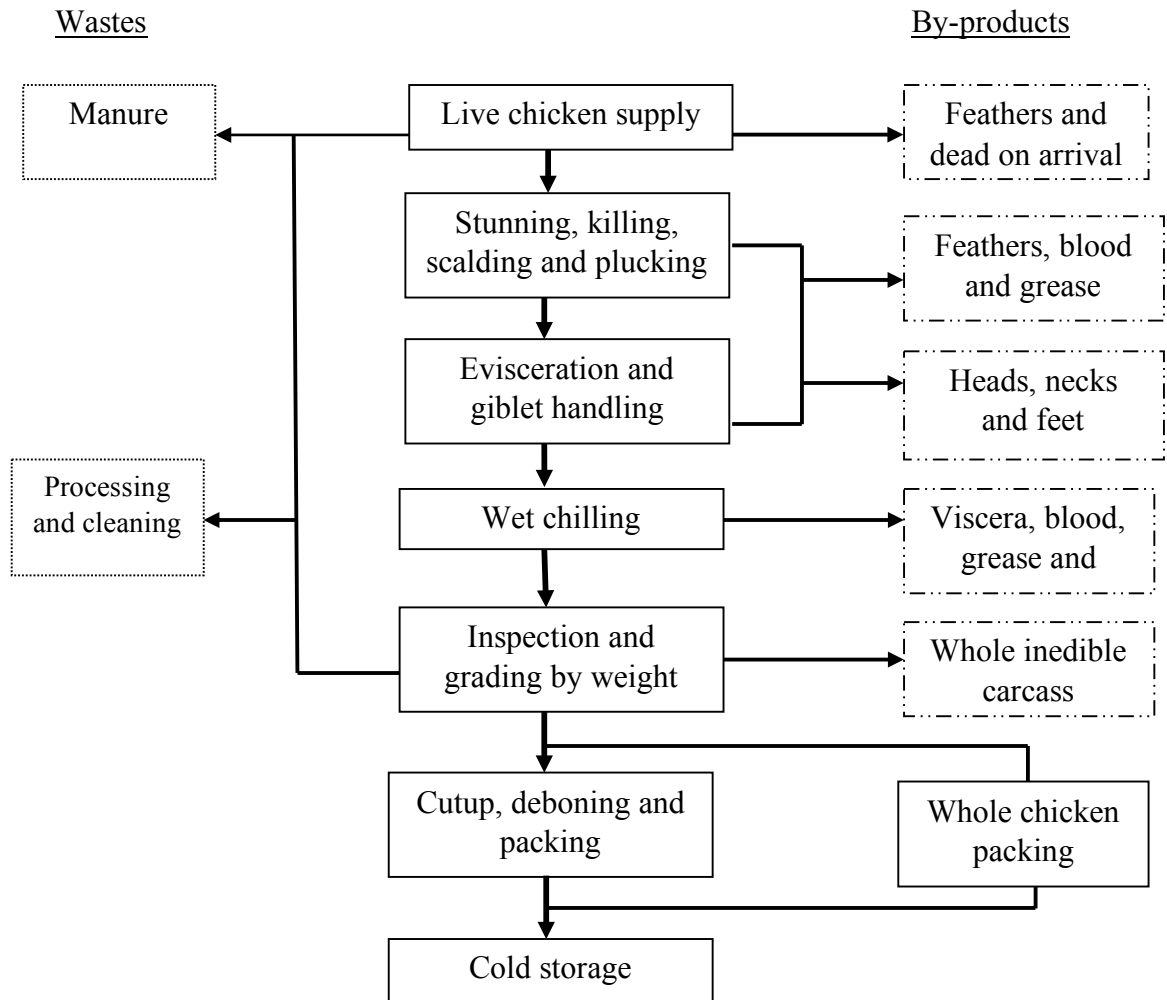 Wastes
By-products
Manure
Live chicken supply
Feathers and
dead on arrival
Stunning, killing,
scalding and plucking
Feathers, blood
and grease
Evisceration and
giblet handling
Heads, necks
and feet
Processing
and cleaning
Wet chilling
Viscera, blood,
grease and
Inspection and
grading by weight
Whole inedible
carcass
Cutup, deboning and
packing
Whole chicken
packing
Cold storage